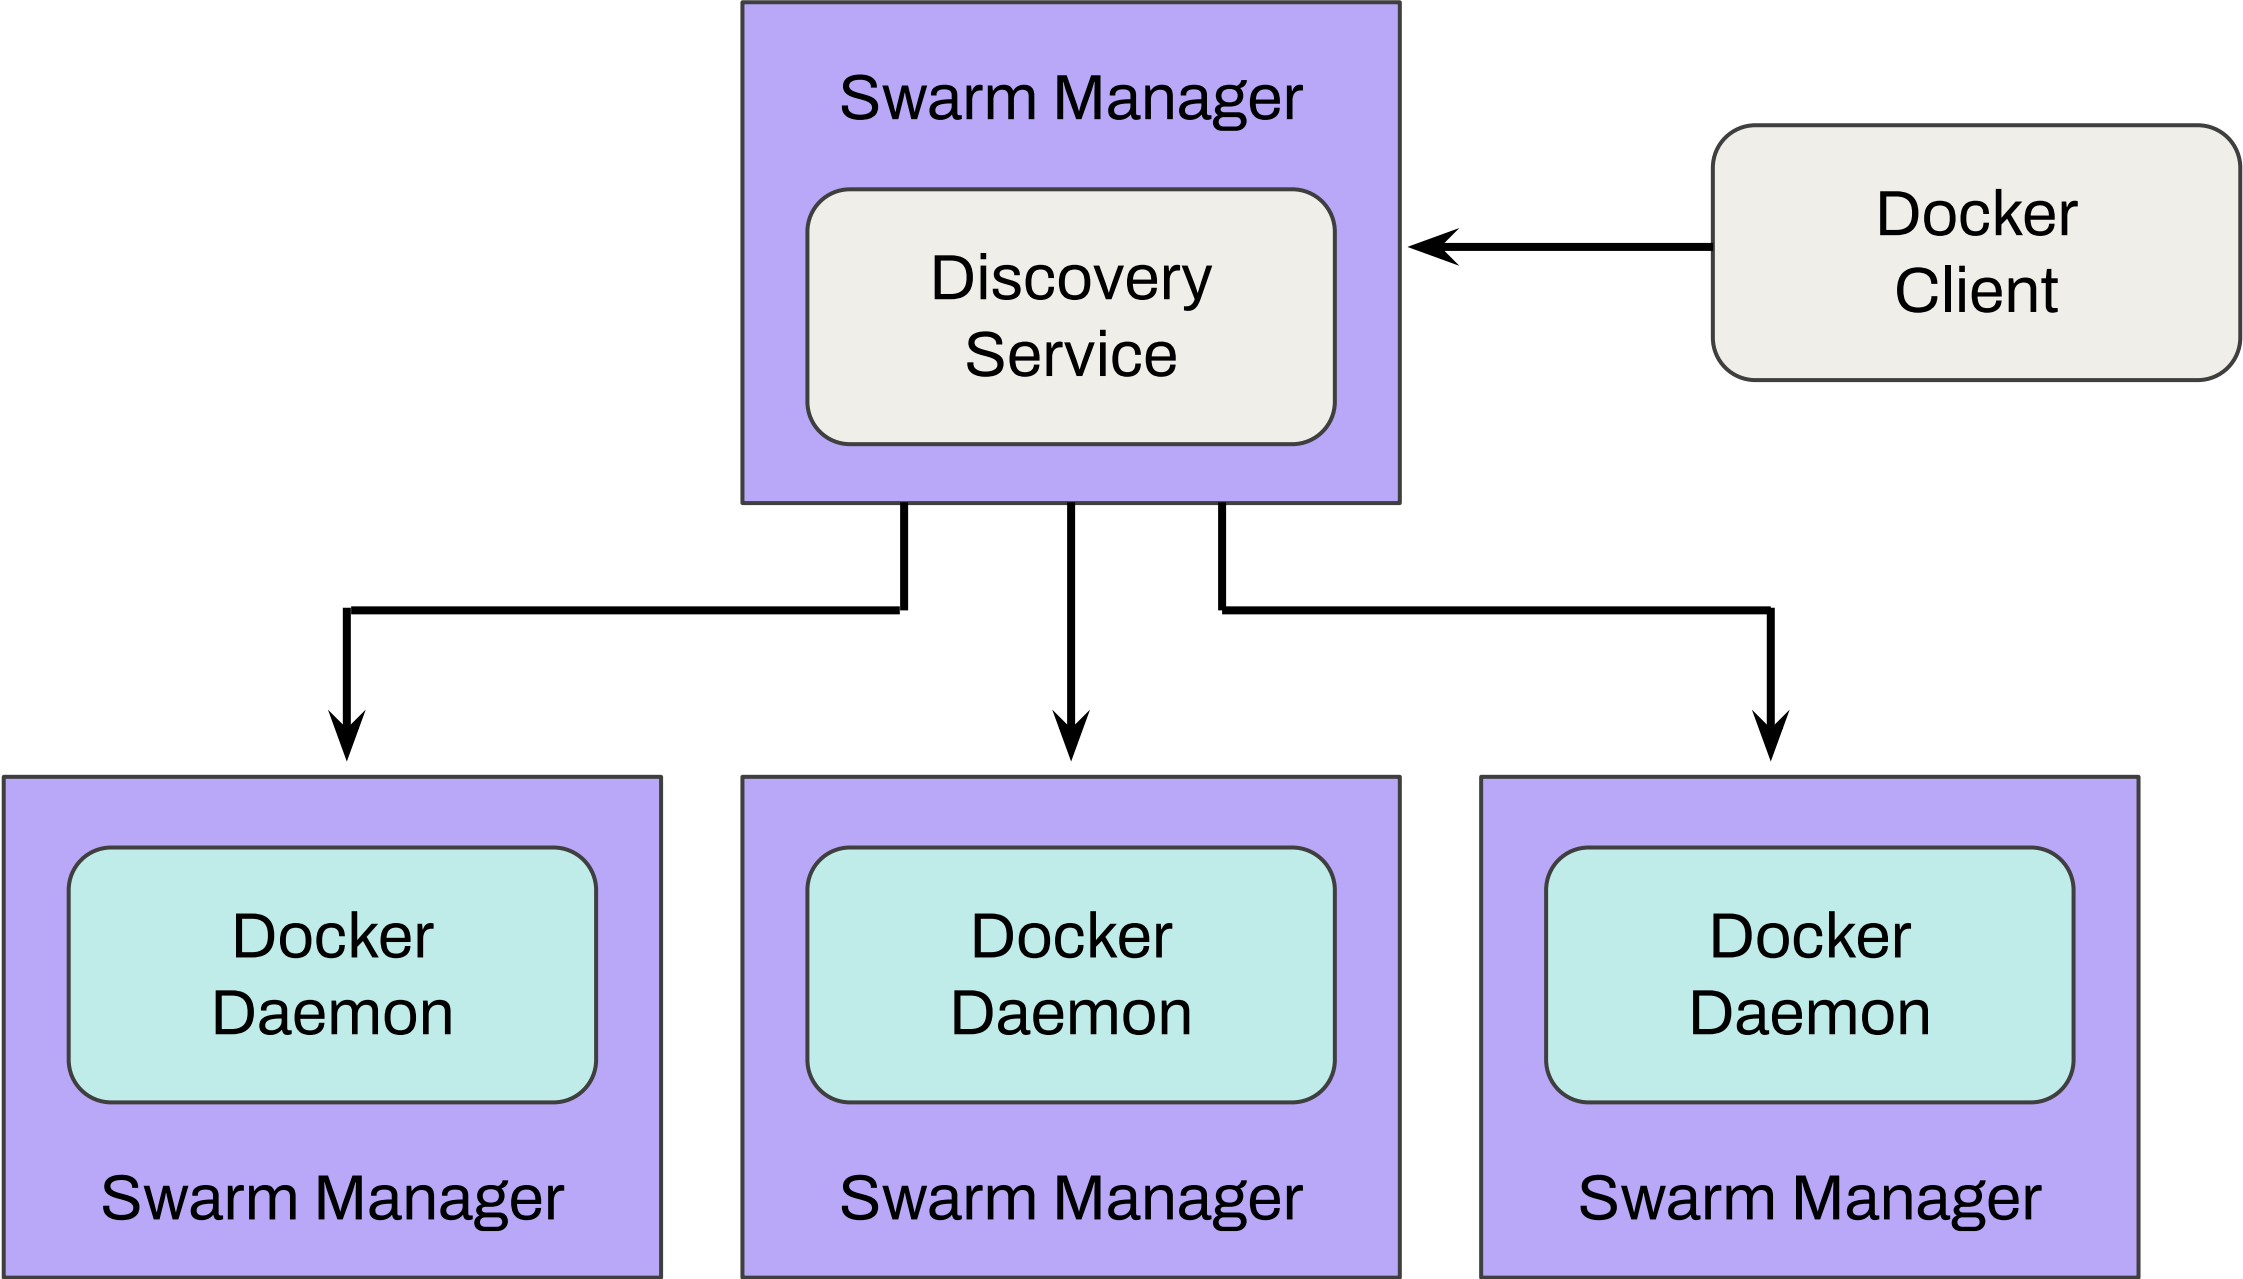 Swarm Manager
Discovery
Service
Docker
Client
Docker
Daemon
Swarm Manager
Docker
Daemon
Swarm Manager
Docker
Daemon
Swarm Manager